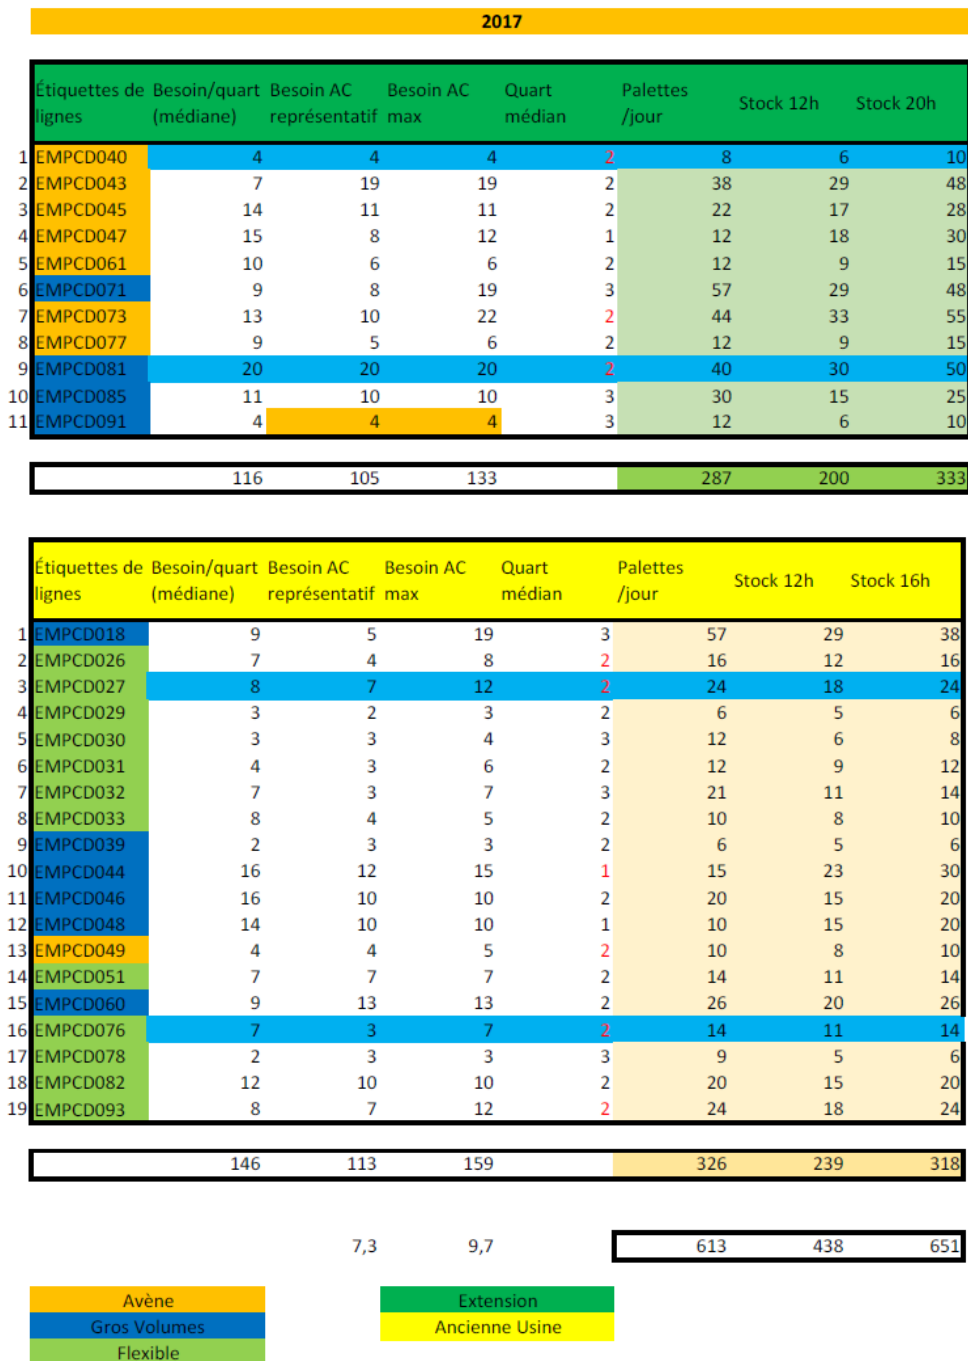 2017
Étiquettes de lignes Besoin/quart (médiane) Besoin AC représentatif Besoin AC max Quart médian Palettes /jour Stock 12h Stock 20h
1 EMPCD040 4 4 4 2 8 6 10
2 EMPCD043 7 19 19 2 38 29 48
3 EMPCD045 14 11 11 2 22 17 28
4 EMPCD047 15 8 12 1 12 18 30
5 EMPCD061 10 6 6 2 12 9 15
6 EMPCD071 9 8 19 3 57 29 48
7 EMPCD073 13 10 22 2 44 33 55
8 EMPCD077 9 5 6 2 12 9 15
9 EMPCD081 20 20 20 2 40 30 50
10 EMPCD085 11 10 10 3 30 15 25
11 EMPCD091 4 4 4 3 12 6 10
116 105 133 287 200 333
Étiquettes de lignes Besoin/quart (médiane) Besoin AC représentatif Besoin AC max Quart médian Palettes /jour Stock 12h Stock 16h
1 EMPCD018 9 5 19 3 57 29 38
2 EMPCD026 7 4 8 2 16 12 16
3 EMPCD027 8 7 12 2 24 18 24
4 EMPCD029 3 2 3 2 6 5 6
5 EMPCD030 3 3 4 3 12 6 8
6 EMPCD031 4 3 6 2 12 9 12
7 EMPCD032 7 3 7 3 21 11 14
8 EMPCD033 8 4 5 2 10 8 10
9 EMPCD039 2 3 3 2 6 5 6
10 EMPCD044 16 12 15 1 15 23 30
11 EMPCD046 16 10 10 2 20 15 20
12 EMPCD048 14 10 10 1 10 15 20
13 EMPCD049 4 4 5 2 10 8 10
14 EMPCD051 7 7 7 2 14 11 14
15 EMPCD060 9 13 13 2 26 20 26
16 EMPCD076 7 3 7 2 14 11 14
17 EMPCD078 2 3 3 3 9 5 6
18 EMPCD082 12 10 10 2 20 15 20
19 EMPCD093 8 7 12 2 24 18 24
146 113 159 326 239 318
7,3 9,7 613 438 651
Avène Extension
Gros Volumes Ancienne Usine
Flexible